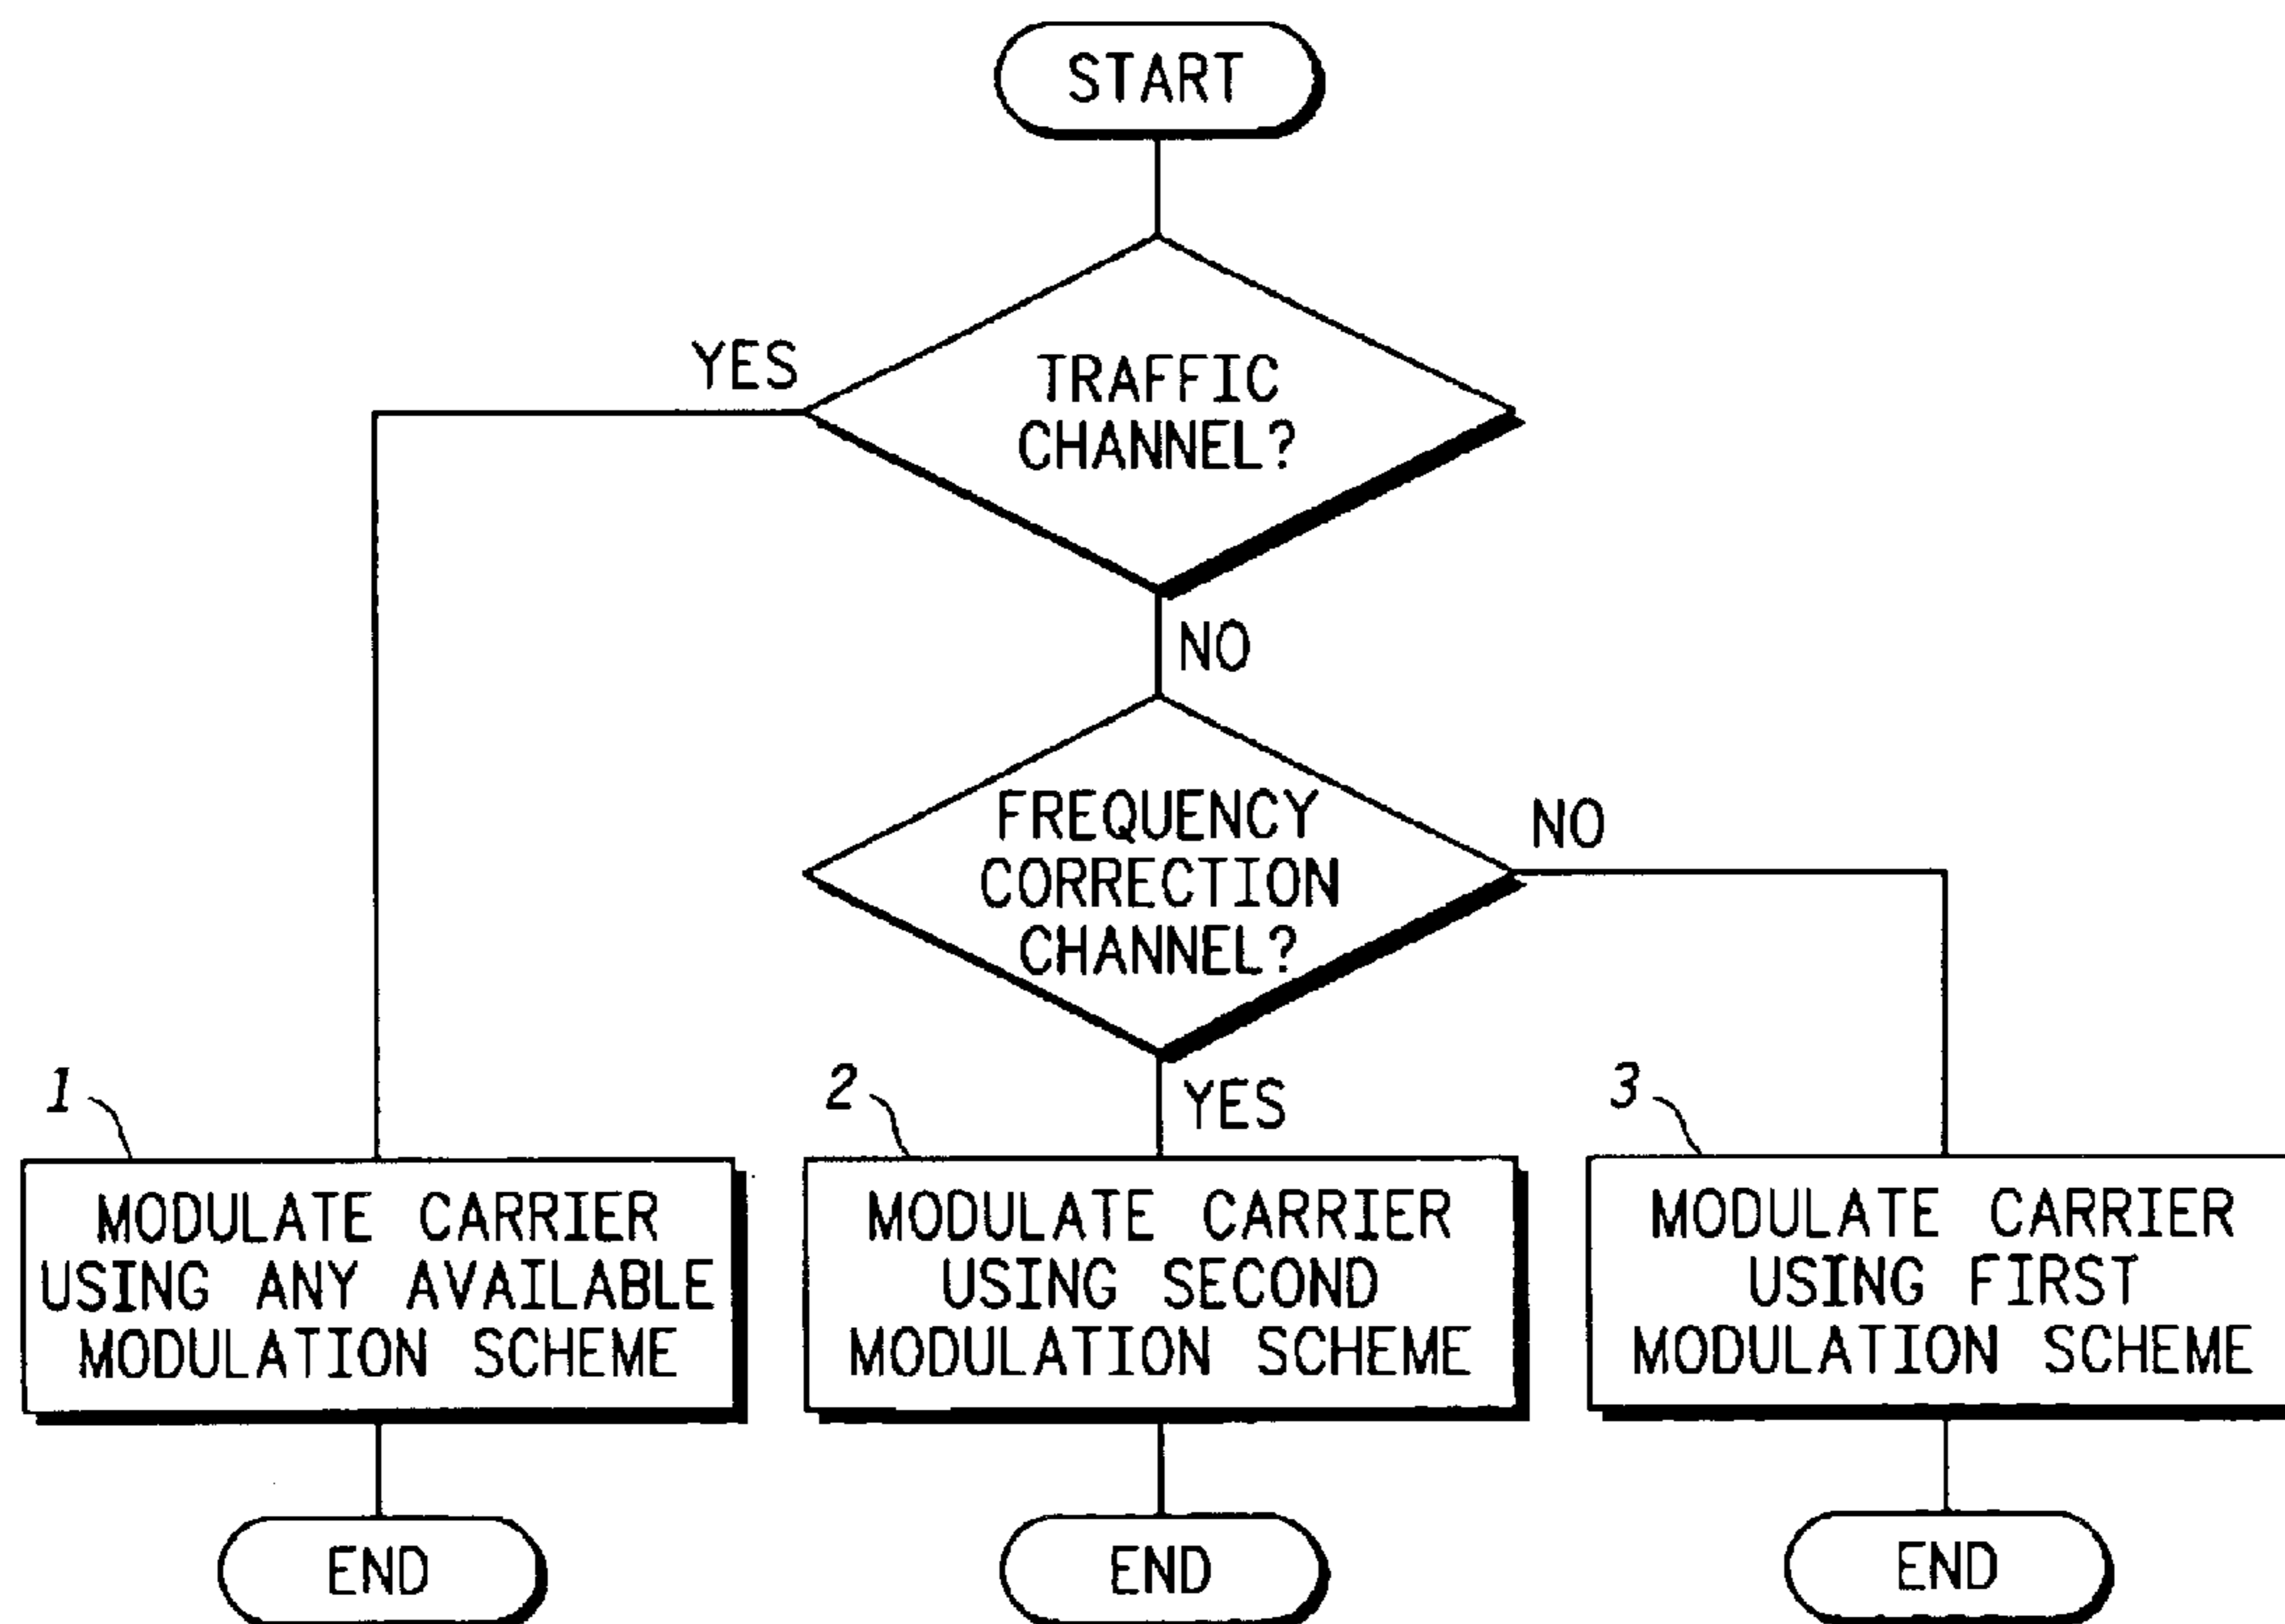 START
YES
TRAFFIC
CHANNEL?
NO
FREQUENCY
CORRECTION
CHANNEL?
NO
YES
1
MODULATE CARRIER
USING ANY AVAILABLE
MODULATION SCHEME
2
MODULATE CARRIER
USING SECOND
MODULATION SCHEME
3
MODULATE CARRIER
USING FIRST
MODULATION SCHEME
END
END
END